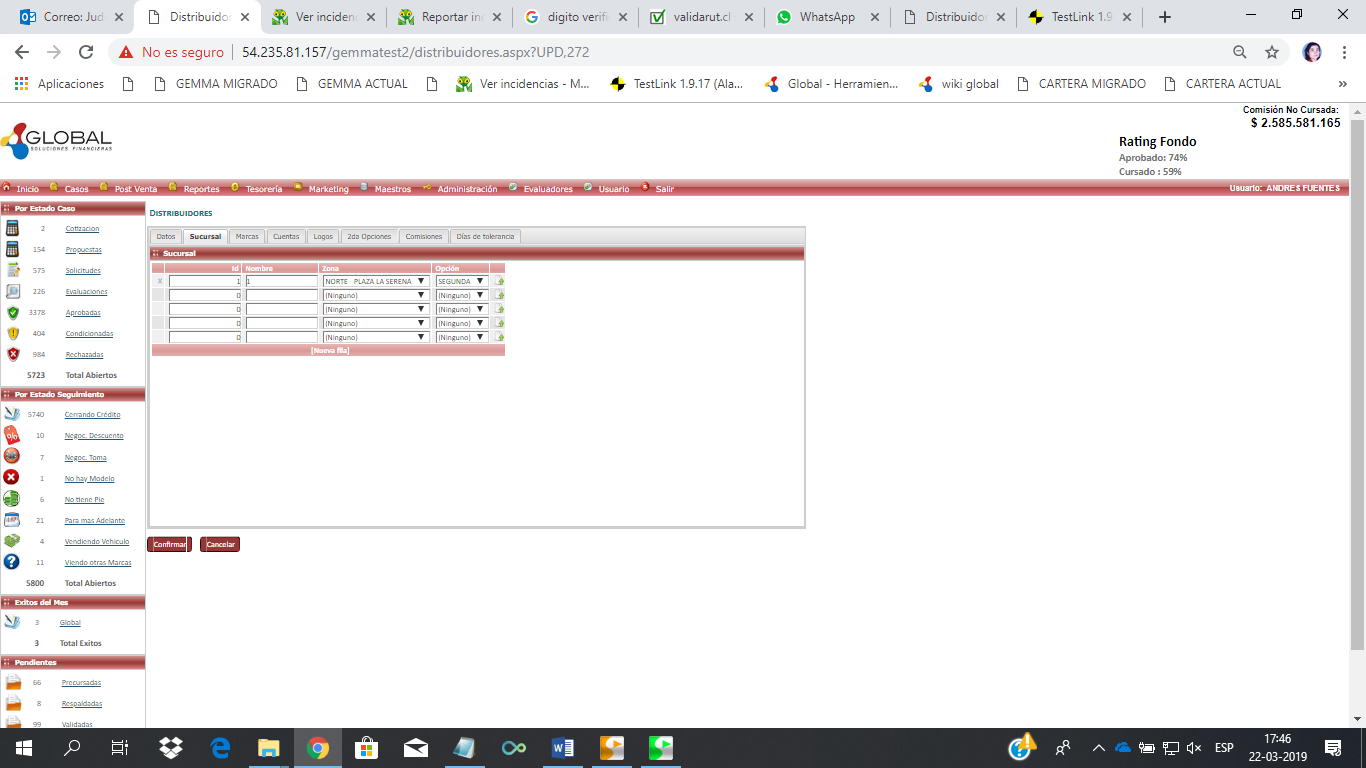 Correo: Jud
Distribuidor
Ver inciden
Reportar in
digito verifi
validarut.cl
WhatsApp
Distribuidor
TestLink 1.9
No es seguro 54.235.81.157/gemmatest2/distribuidores.aspx?UPD,272
Aplicaciones
GEMMA MIGRADO
GEMMA ACTUAL
Ver incidencias - M...
TestLink 1.9.17 (Ala...
Global - Herramien...
wiki global
CARTERA MIGRADO
CARTERA ACTUAL
»
GLOBAL
SOLUCIONES FINANCIERAS
Comisión No Cursada:
$ 2.585.581.165
Rating Fondo
Aprobado: 74%
Cursado : 59%
Inicio Casos Post Venta Reportes Tesorería Marketing Maestros Administración Evaluadores Usuario Salir Usuario: ANDRES FUENTES
Por Estado Caso
2 Cotizacion
154 Propuestas
575 Solicitudes
226 Evaluaciones
3378 Aprobadas
404 Condicionadas
984 Rechazadas
5723 Total Abiertos
Por Estado Seguimiento
5740 Cerrando Crédito
10 Negoc. Descuento
7 Negoc. Toma
1 No hay Modelo
6 No tiene Pie
21 Para mas Adelante
4 Vendiendo Vehiculo
11 Viendo otras Marcas
5800 Total Abiertos
Exitos del Mes
3 Global
3 Total Exitos
Pendientes
66 Precursadas
8 Respaldadas
99 Validadas
DISTRIBUIDORES
Datos Sucursal Marcas Cuentas Logos 2da Opciones Comisiones Días de tolerancia
Sucursal
Id Nombre Zona Opción
x 1 1 NORTE - PLAZA LA SERENA SEGUNDA
0 (Ninguno) (Ninguno)
0 (Ninguno) (Ninguno)
0 (Ninguno) (Ninguno)
0 (Ninguno) (Ninguno)
[Nueva fila]
Confirmar Cancelar
ESP
17:46
22-03-2019